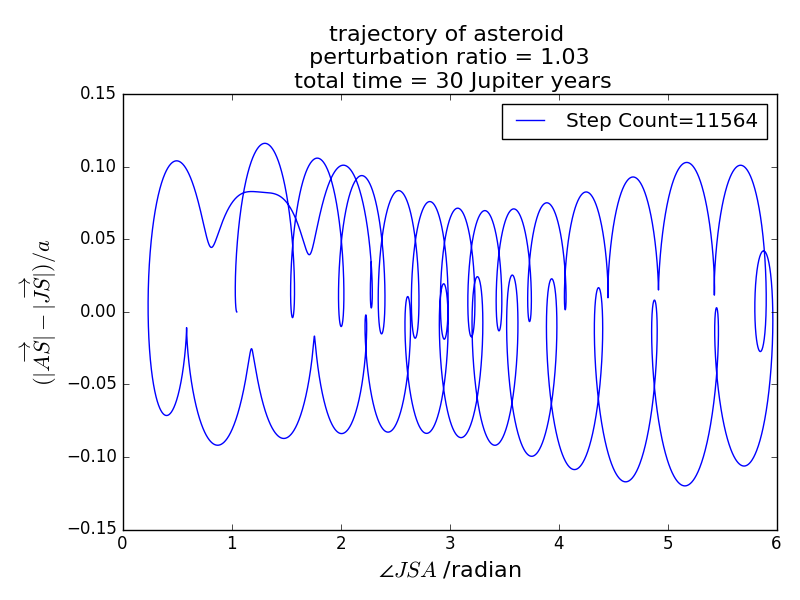 trajectory of asteroid
perturbation ratio = 1.03
total time = 30 Jupiter years
Step Count=11564
0.15
0.10
0.05
0.00
−0.05
−0.10
−0.15
(|AS⃗| − |JS⃗|)/a
0 1 2 3 4 5 6
∠JSA /radian